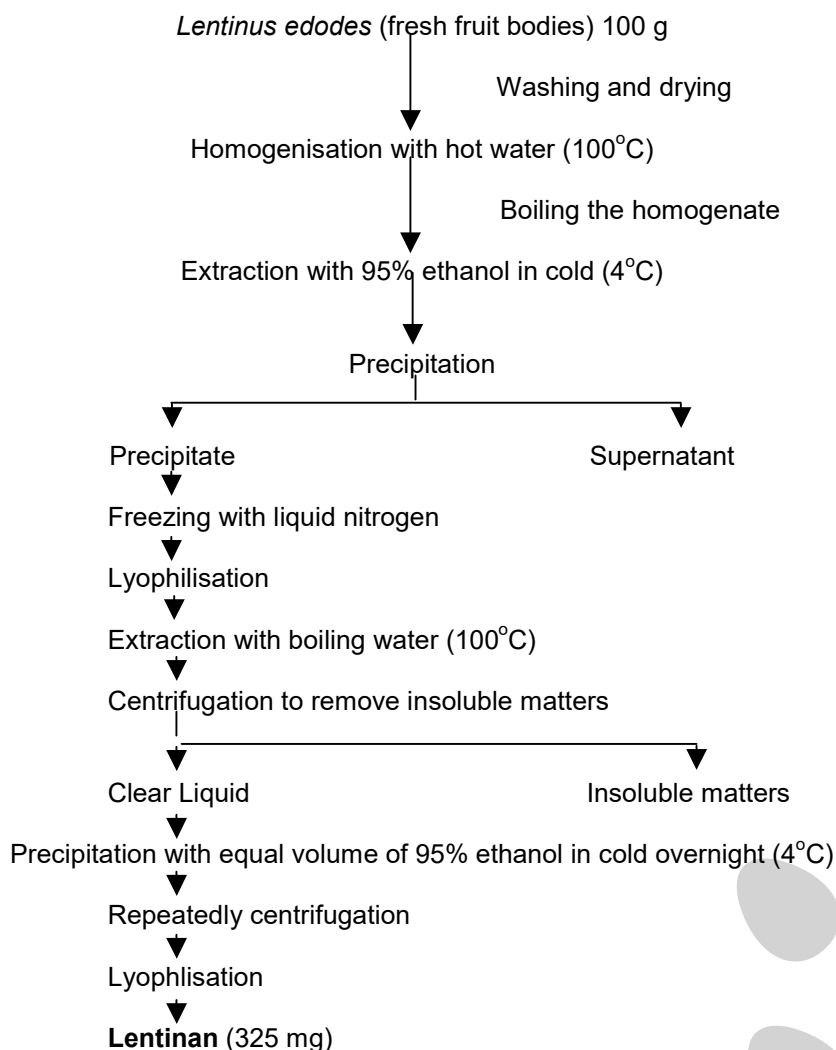 Lentinus edodes (fresh fruit bodies) 100 g
Washing and drying
Homogenisation with hot water (100°C)
Boiling the homogenate
Extraction with 95% ethanol in cold (4°C)
Precipitation
Precipitate Supernatant
Freezing with liquid nitrogen
Lyophilisation
Extraction with boiling water (100°C)
Centrifugation to remove insoluble matters
Clear Liquid Insoluble matters
Precipitation with equal volume of 95% ethanol in cold overnight (4°C)
Repeatedly centrifugation
Lyophlisation
Lentinan (325 mg)